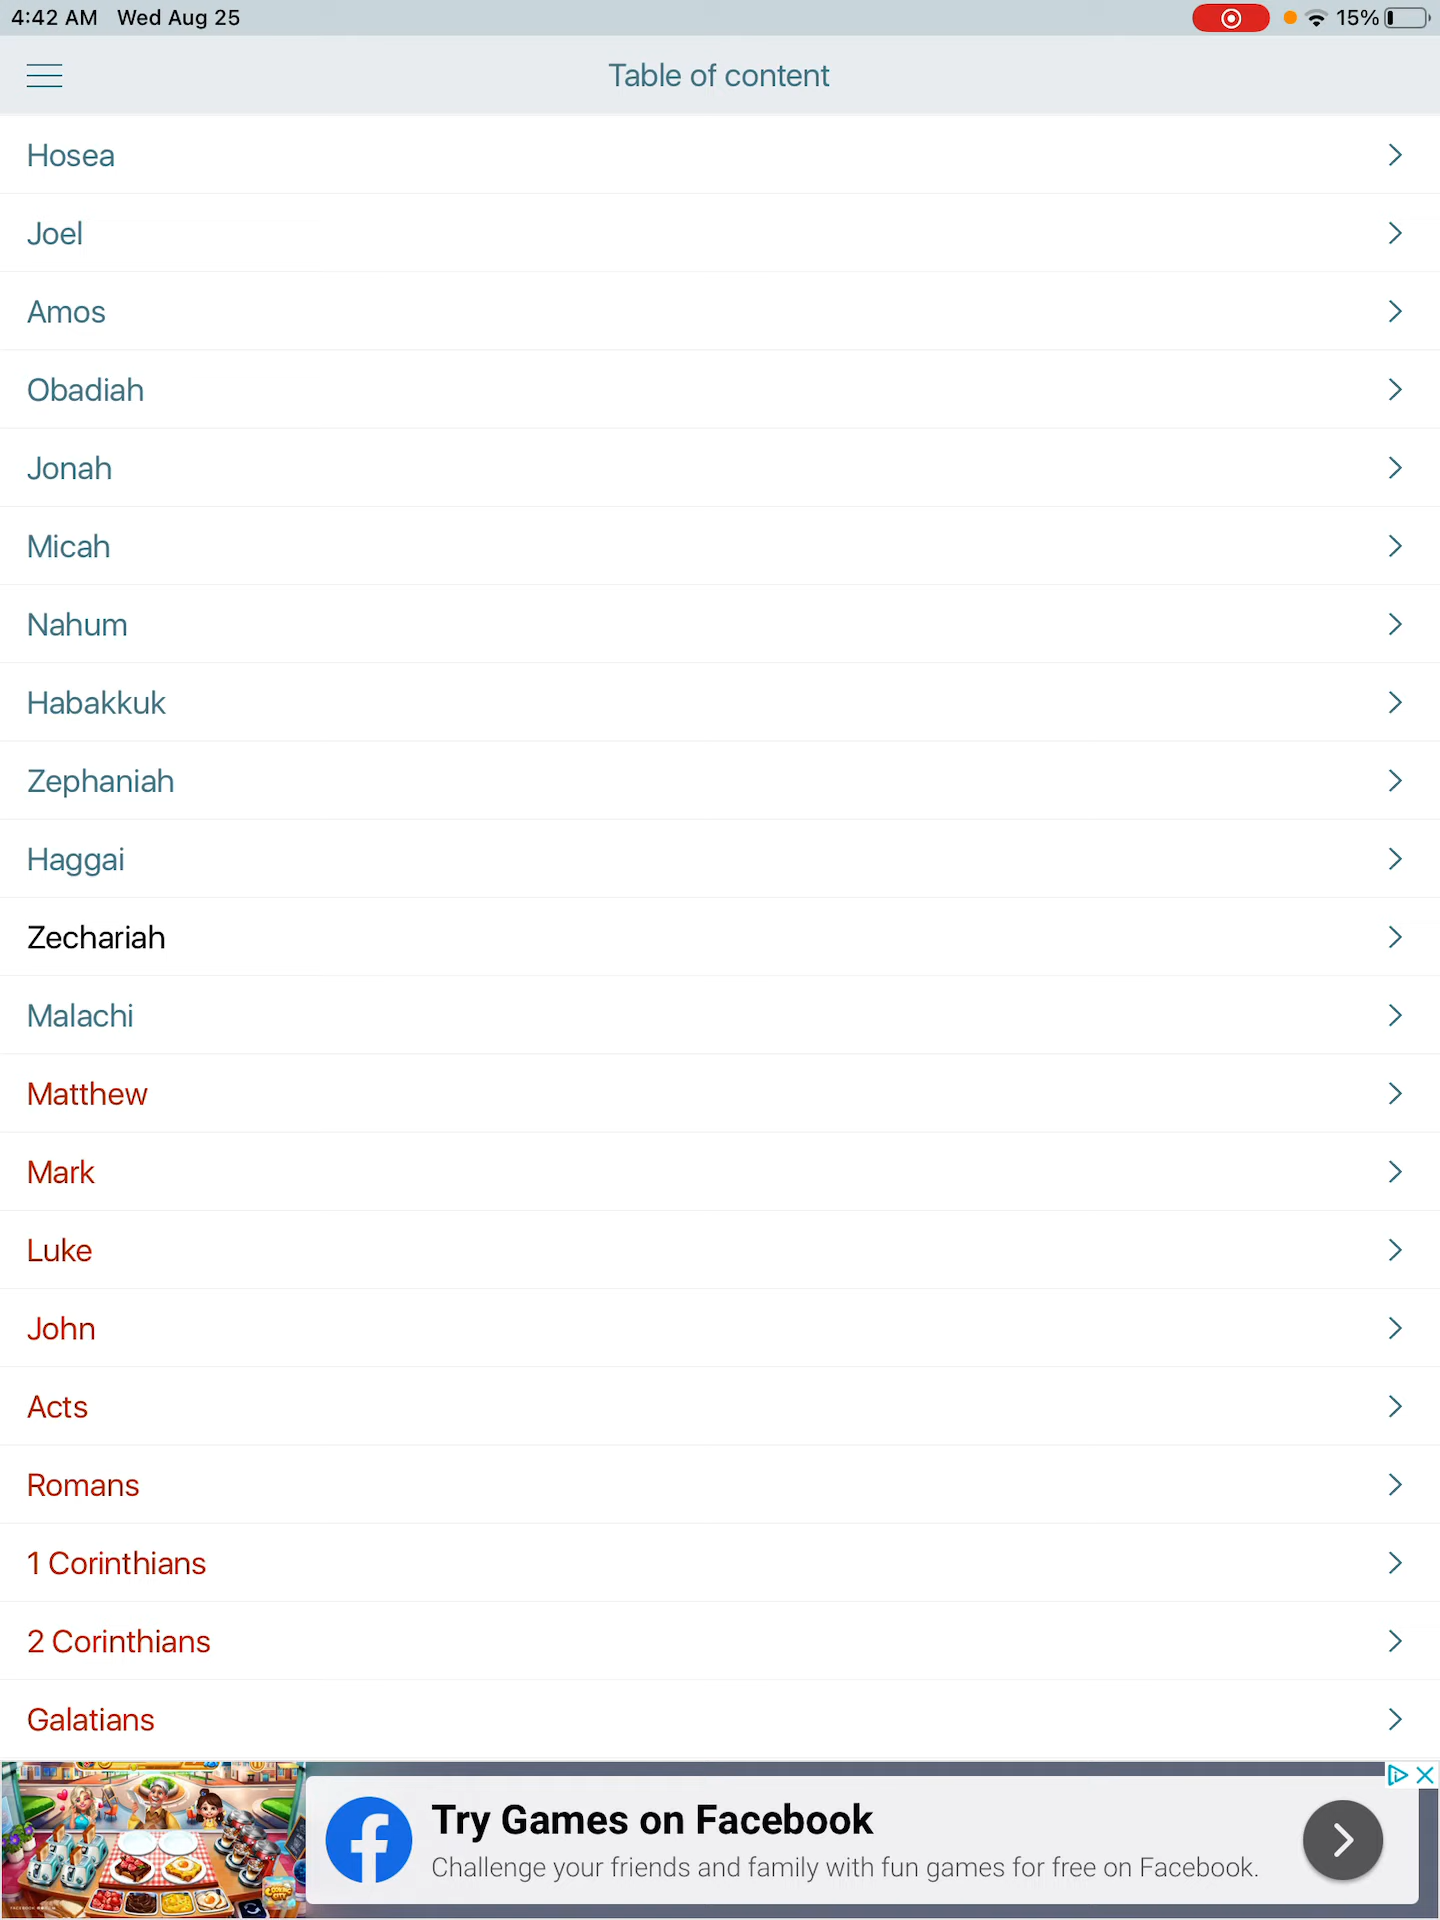 4:42 AM Wed Aug 25
15%
Table of content
Hosea
Joel
Amos
Obadiah
Jonah
Micah
Nahum
Habakkuk
Zephaniah
Haggai
Zechariah
Malachi
Matthew
Mark
Luke
John
Acts
Romans
1 Corinthians
2 Corinthians
Galatians
Try Games on Facebook
Challenge your friends and family with fun games for free on Facebook.